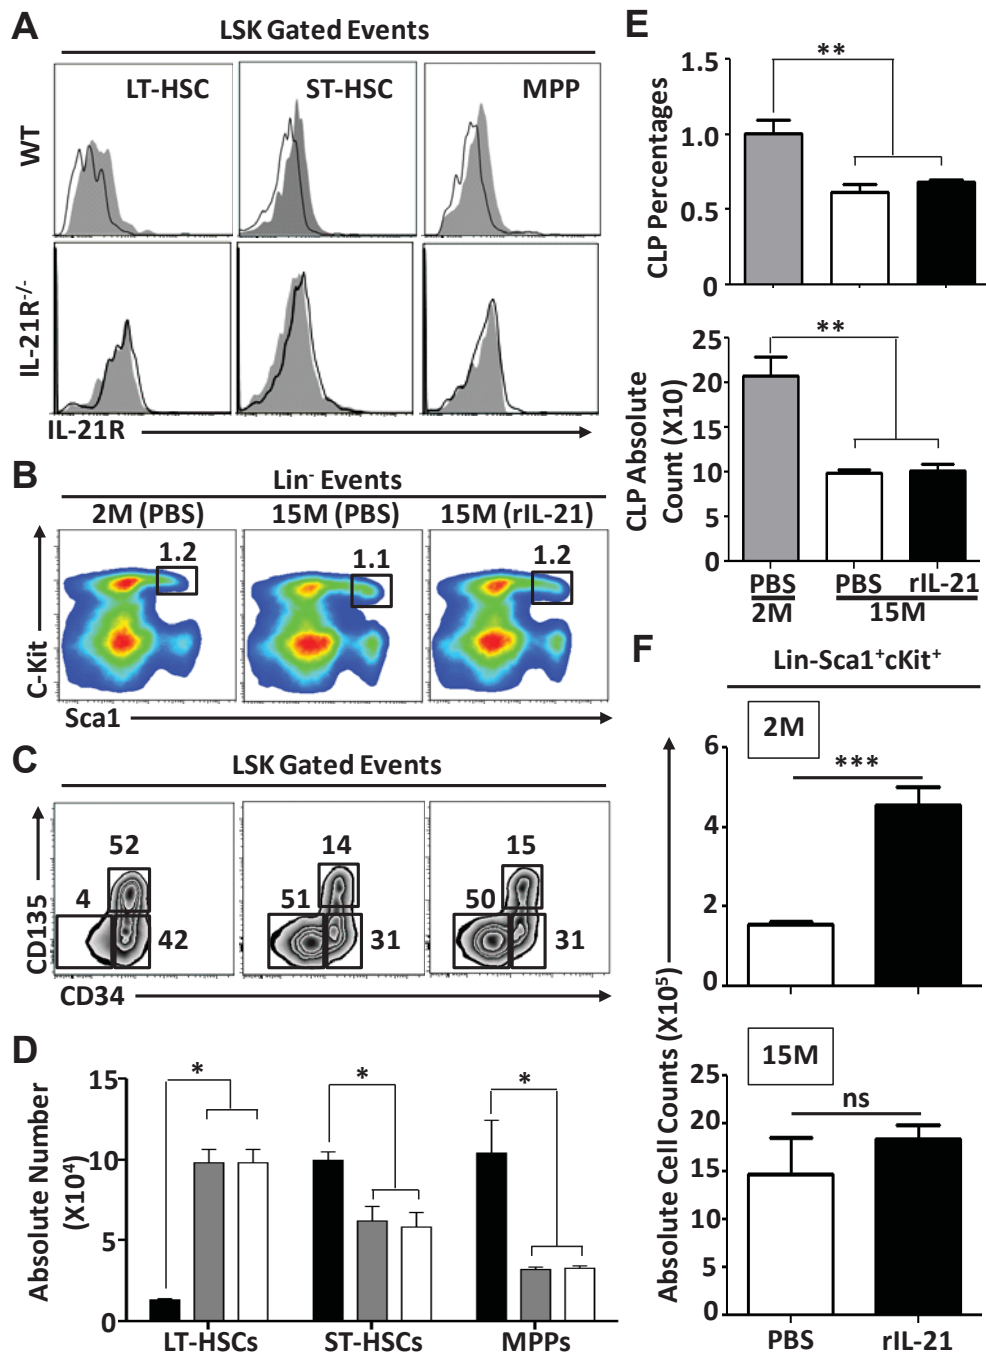 A
LSK Gated Events
LT-HSC
ST-HSC
MPP
WT
IL-21R-/-
IL-21R
B
Lin- Events
2M (PBS)
15M (PBS)
15M (rIL-21)
1.2
1.1
1.2
C-Kit
Sca1
C
LSK Gated Events
52
4
42
14
51
31
15
50
31
CD135
CD34
D
Absolute Number
(X10⁴)
15
10
5
0
*
*
*
LT-HSCs
ST-HSCs
MPPs
E
CLP Percentages
1.5
1.0
0.5
0
**
CLP Absolute
Count (X10)
25
20
15
10
5
0
**
PBS
PBS
rIL-21
2M
15M
F
Lin-Sca1⁺cKit⁺
2M
6
4
2
0
***
Absolute Cell Counts (X10⁵)
15M
25
20
15
10
5
0
ns
PBS
rIL-21